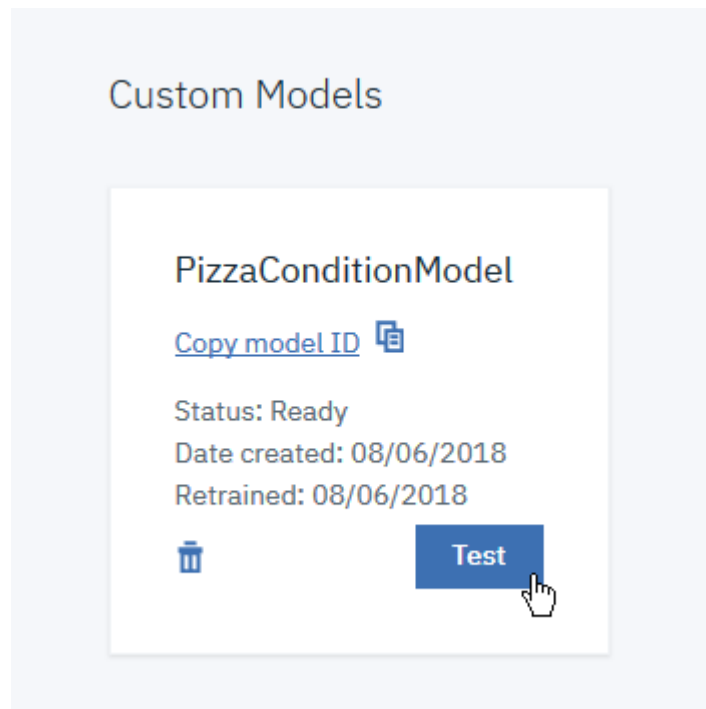 Custom Models
PizzaConditionModel
Copy model ID
Status: Ready
Date created: 08/06/2018
Retrained: 08/06/2018
Test